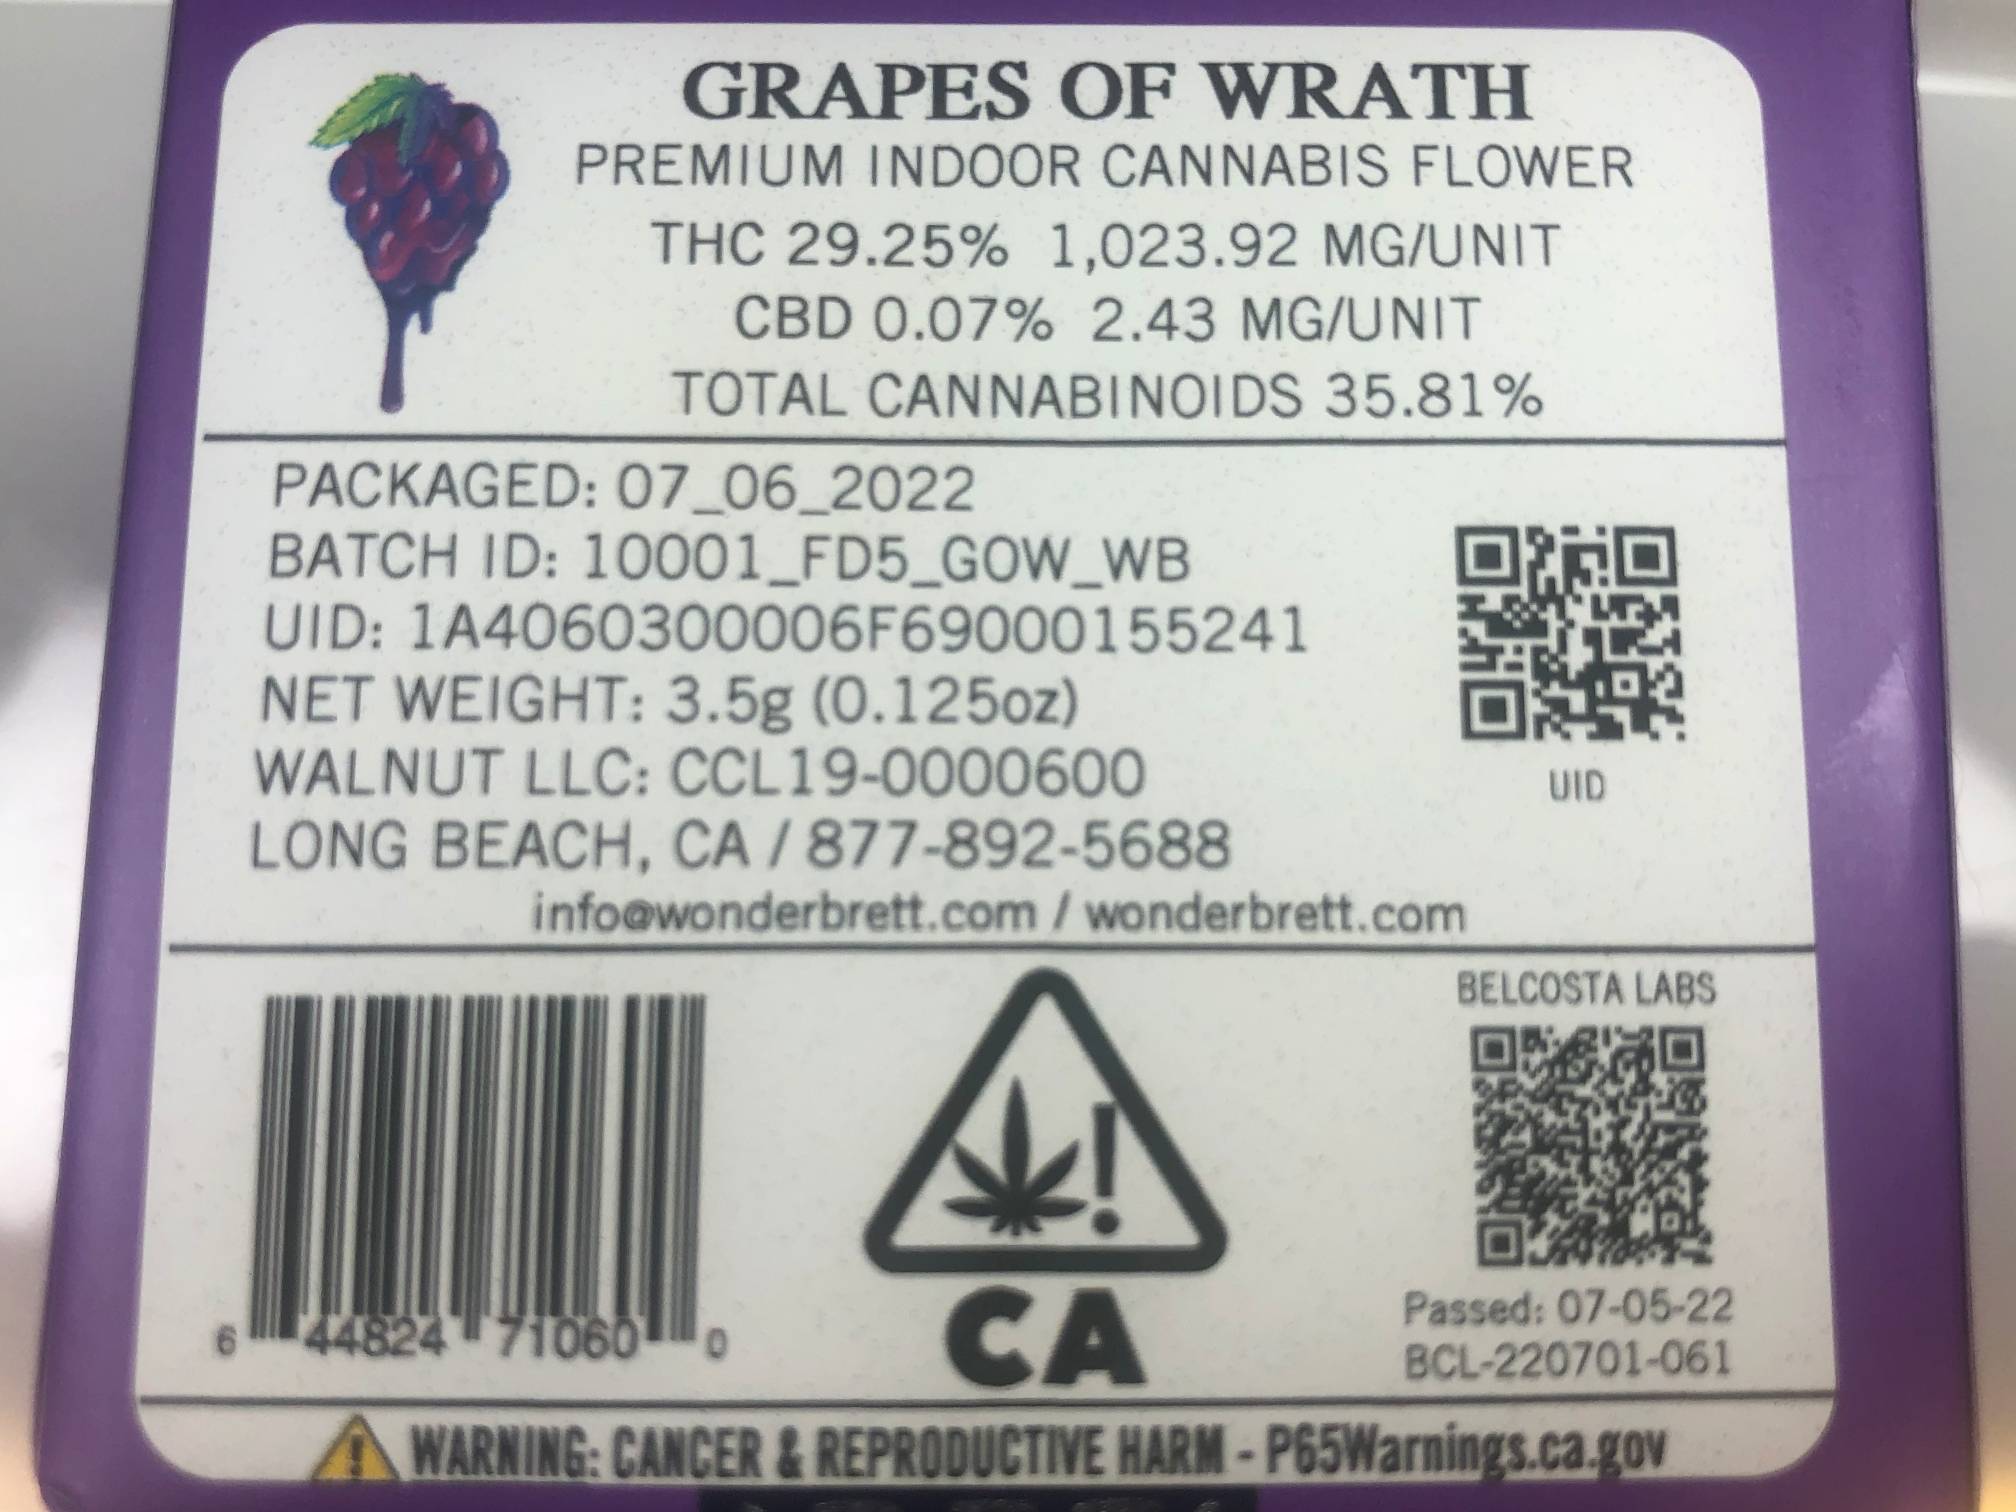 GRAPES OF WRATH
PREMIUM INDOOR CANNABIS FLOWER
THC 29.25% 1,023.92 MG/UNIT
CBD 0.07% 2.43 MG/UNIT
TOTAL CANNABINOIDS 35.81%
PACKAGED: 07_06_2022
BATCH ID: 10001_FD5_GOW_WB
UID: 1A4060300006F69000155241
NET WEIGHT: 3.5g (0.125oz)
WALNUT LLC: CCL19-0000600
LONG BEACH, CA / 877-892-5688
info@wonderbrett.com / wonderbrett.com
UID
6 44824 71060 0
!
CA
BELCOSTA LABS
Passed: 07-05-22
BCL-220701-061
! WARNING: CANCER & REPRODUCTIVE HARM - P65Warnings.ca.gov